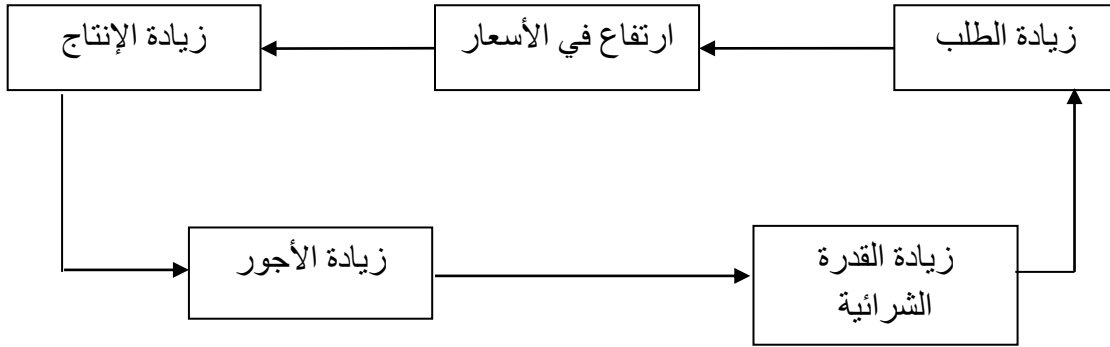 زيادة الطلب
ارتفاع في الأسعار
زيادة الإنتاج
زيادة الأجور
زيادة القدرة
الشرائية